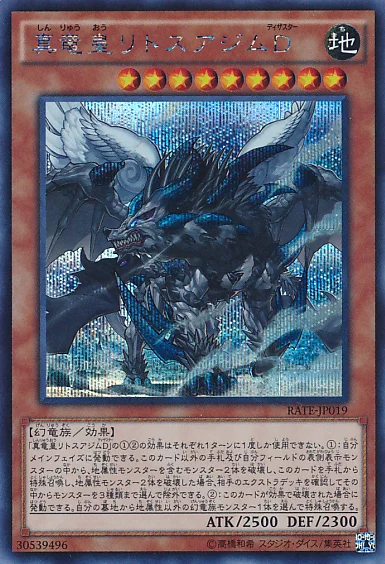 真竜皇リトスアジムD
しんりゅうおう ディザスター
地
RATE-JP019
【幻竜族／効果】
「真竜皇リトスアジムD」の①②の効果はそれぞれ1ターンに1度しか使用できない。①：自分
メインフェイズに発動できる。このカード以外の手札及び自分フィールドの表側表示モン
スターの中から、地属性モンスターを含むモンスター2体を破壊し、このカードを手札から
特殊召喚し、地属性モンスター2体を破壊した場合、相手のエクストラデッキを確認してその
中からモンスターを3種類まで選んで除外できる。②：このカードが効果で破壊された場合に
発動できる。自分の墓地から地属性以外の幻竜族モンスター1体を選んで特殊召喚する。
ATK/2500 DEF/2300
30539496
©高橋和希 スタジオ・ダイス/集英社